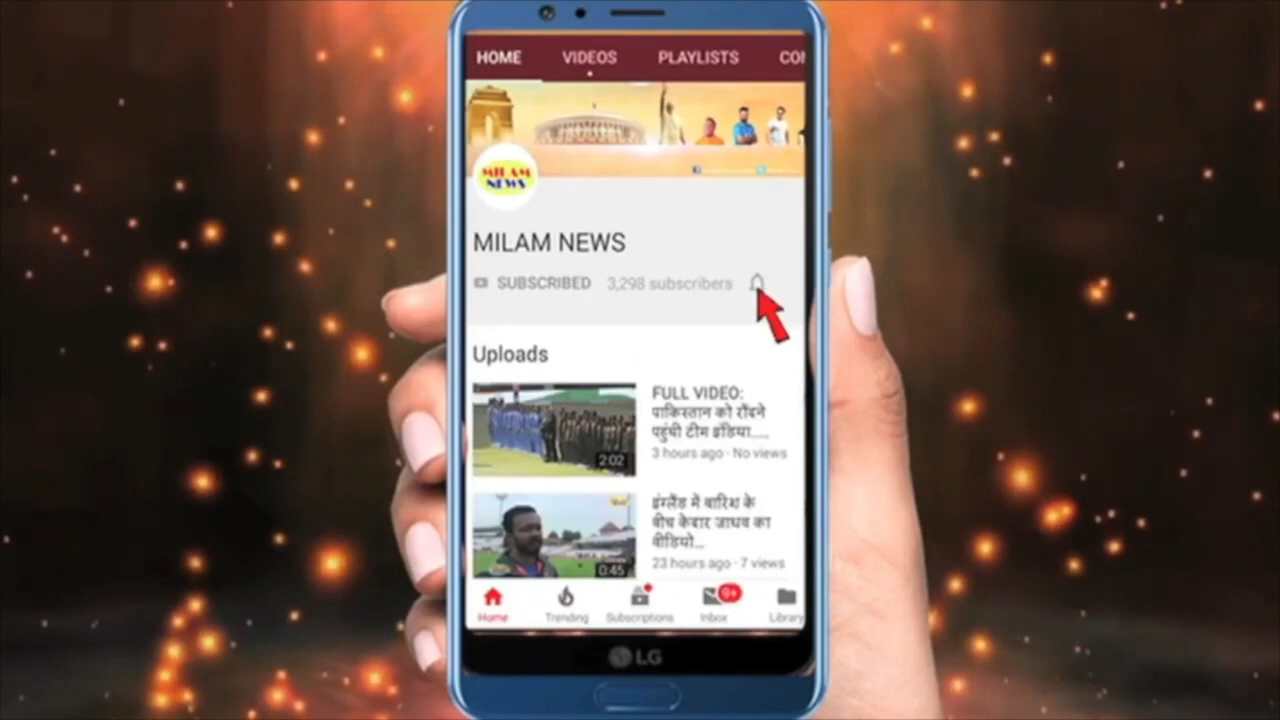 HOME VIDEOS PLAYLISTS CON
MILAM
NEWS
MILAM NEWS
SUBSCRIBED 3,298 subscribers
Uploads
FULL VIDEO:
पाकिस्तान को रौंदने
पहुंची टीम इंडिया....,
3 hours ago · No views
2:02
इंग्लैंड में बारिश के
बीच केदार जाधव का
वीडियो...
23 hours ago · 7 views
0:45
9+
Home Trending Subscriptions Inbox Library
LG